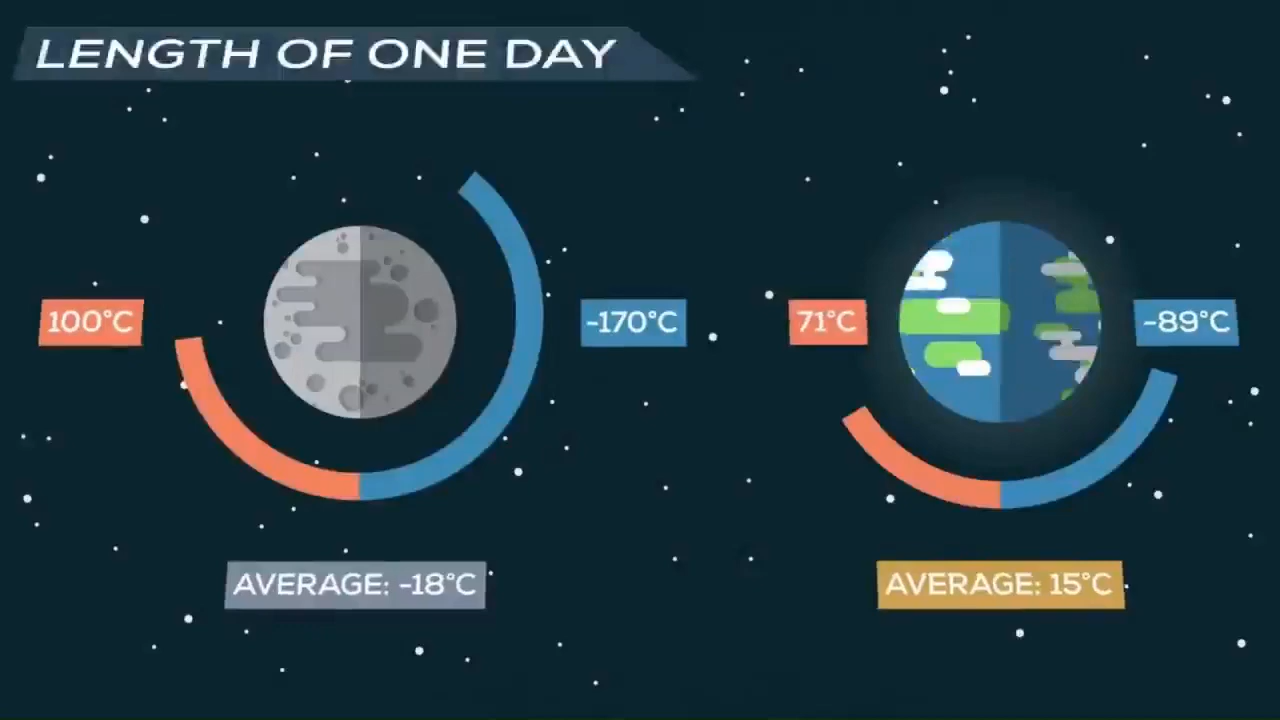 LENGTH OF ONE DAY
100°C
-170°C
71°C
-89°C
AVERAGE: -18°C
AVERAGE: 15°C